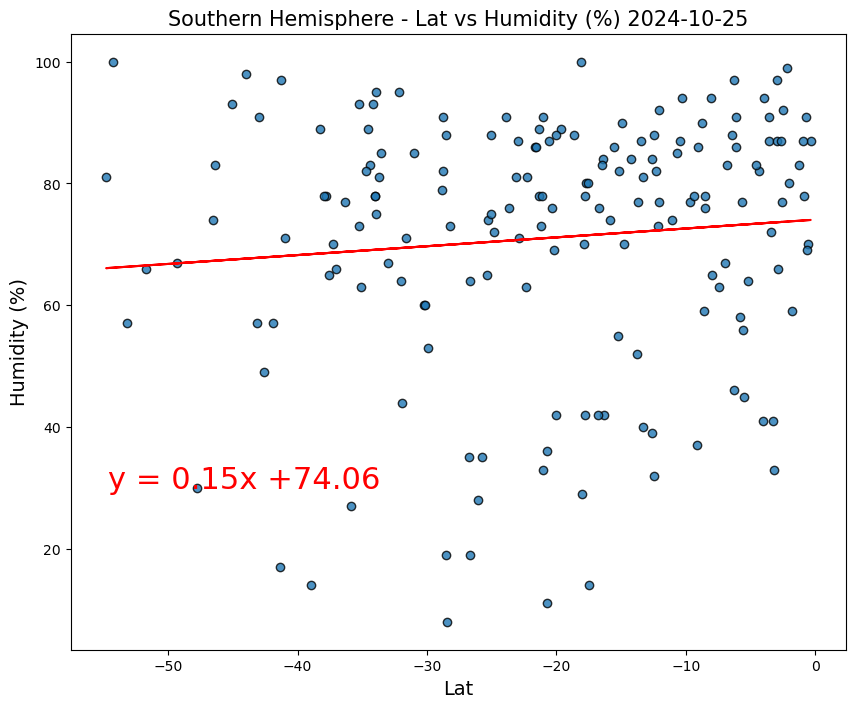 Southern Hemisphere - Lat vs Humidity (%) 2024-10-25
Humidity (%)
100
80
60
40
20
y = 0.15x +74.06
−50
−40
−30
−20
−10
0
Lat